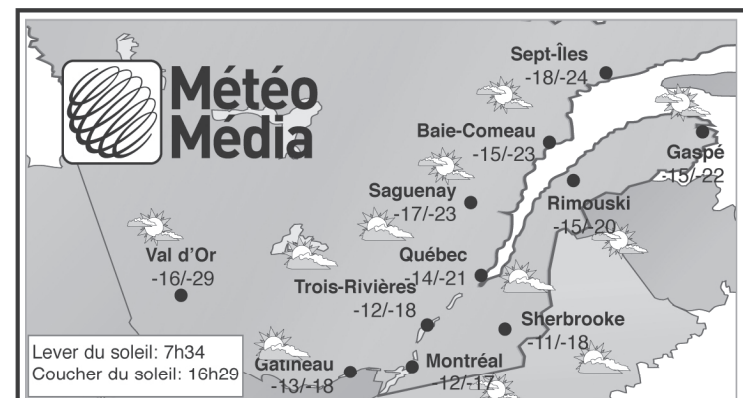 Météo
Média
Sept-Îles
-18/-24
Baie-Comeau
-15/-23
Gaspé
-15/-22
Saguenay
-17/-23
Rimouski
-15/-20
Val d'Or
-16/-29
Québec
-14/-21
Trois-Rivières
-12/-18
Sherbrooke
-11/-18
Lever du soleil: 7h34
Coucher du soleil: 16h29
Gatineau
-13/-18
Montréal
-12/-17